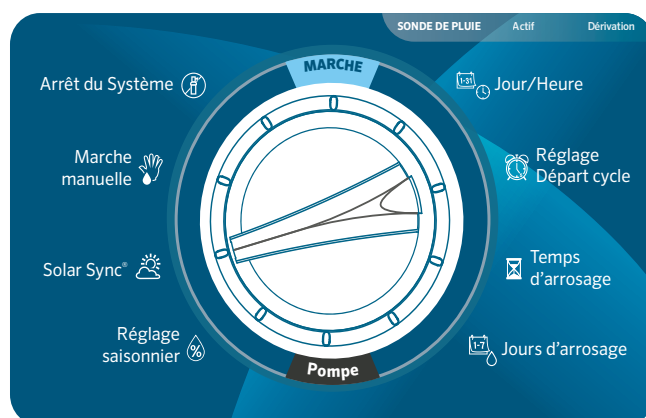 SONDE DE PLUIE Actif Dérivation
MARCHE
Arrêt du Système
1-31 Jour/Heure
Marche
manuelle
Réglage
Départ cycle
Solar Sync®
Temps
d'arrosage
Réglage
saisonnier %
1-7 Jours d'arrosage
Pompe